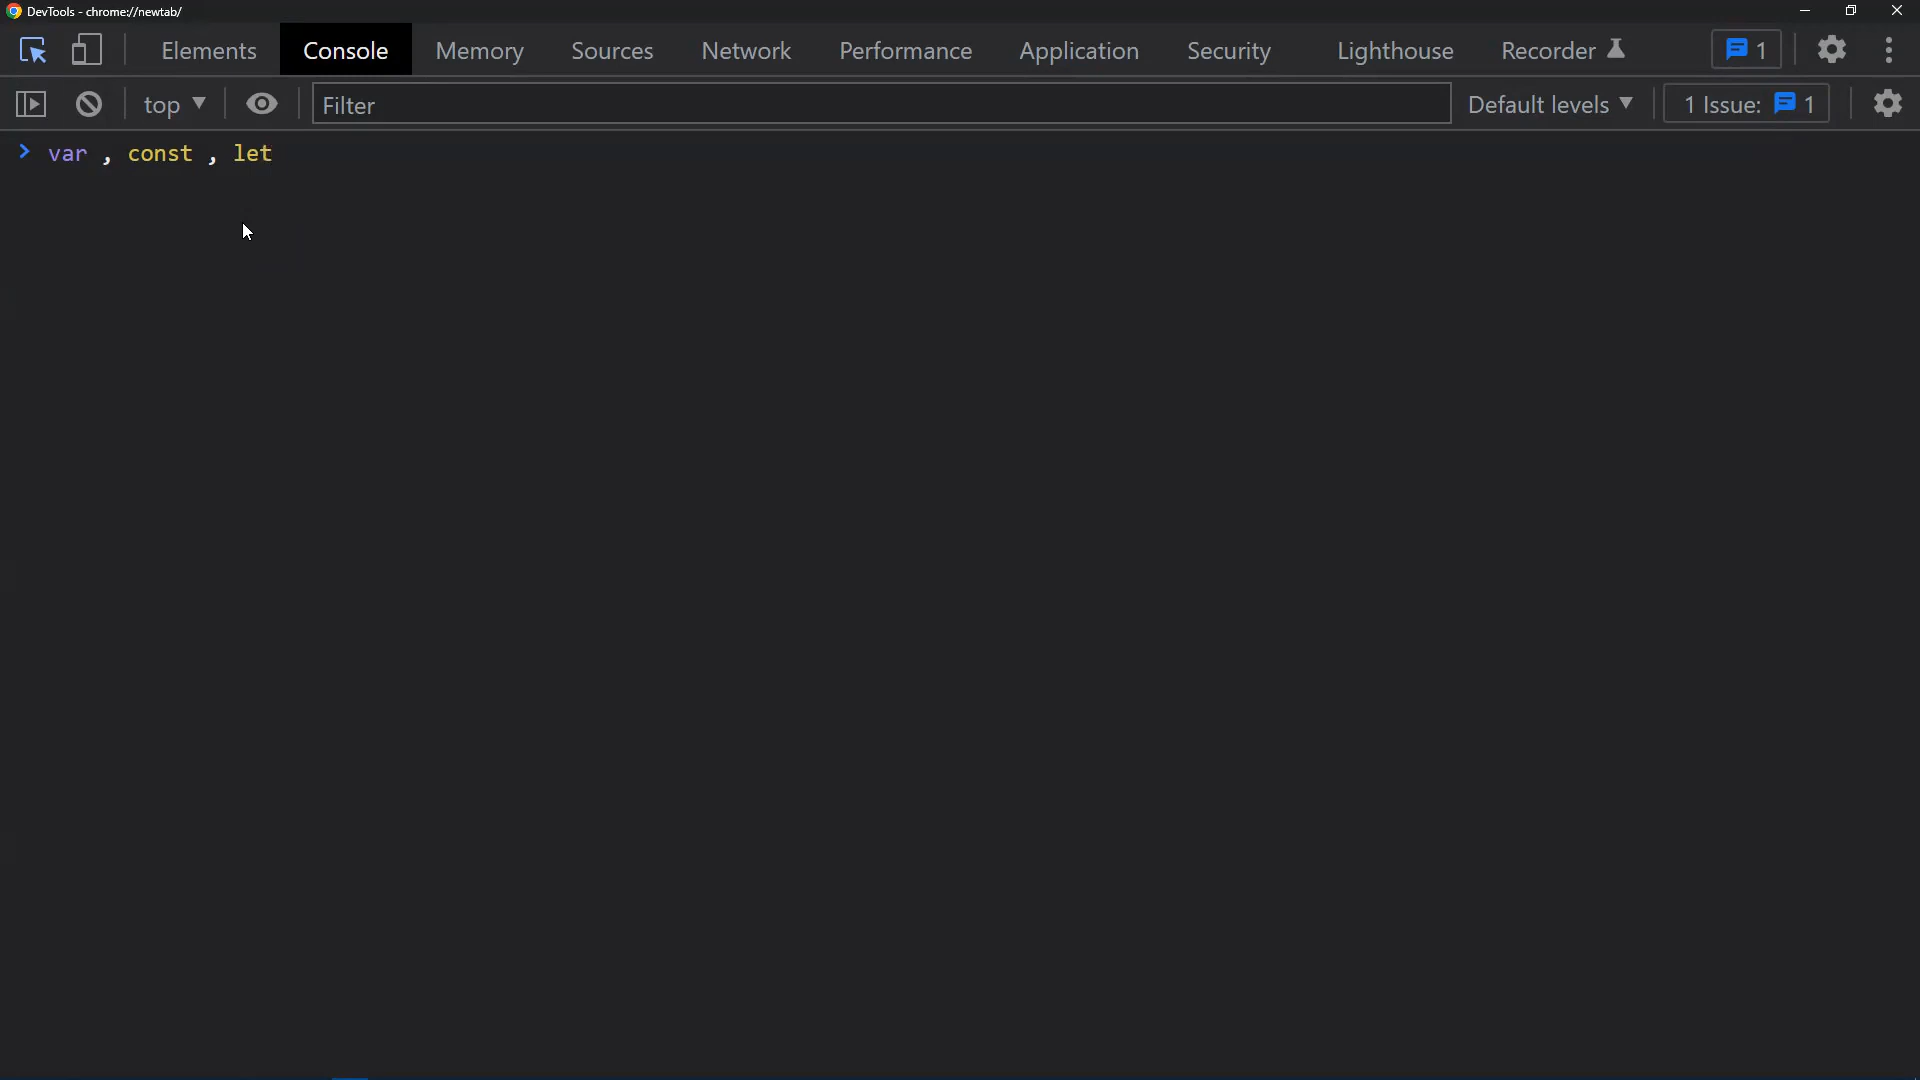 DevTools - chrome://newtab/
Elements Console Memory Sources Network Performance Application Security Lighthouse Recorder 1
top Filter Default levels 1 Issue: 1
> var , const , let